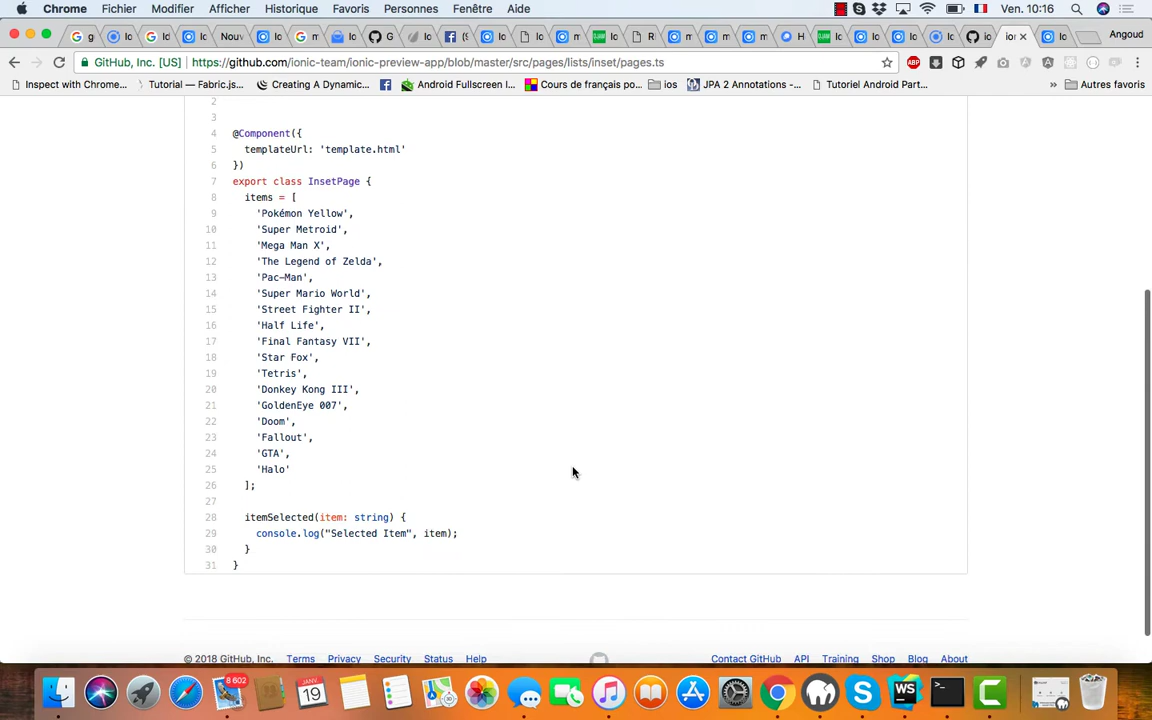 Chrome Fichier Modifier Afficher Historique Favoris Personnes Fenêtre Aide Ven. 10:16
Angoud
GitHub, Inc. [US] https://github.com/ionic-team/ionic-preview-app/blob/master/src/pages/lists/inset/pages.ts
Inspect with Chrome... Tutorial — Fabric.js... Creating A Dynamic... Android Fullscreen I... Cours de français po... ios JPA 2 Annotations -... Tutoriel Android Part... » Autres favoris
2
3
4 @Component({
5 templateUrl: 'template.html'
6 })
7 export class InsetPage {
8 items = [
9 'Pokémon Yellow',
10 'Super Metroid',
11 'Mega Man X',
12 'The Legend of Zelda',
13 'Pac-Man',
14 'Super Mario World',
15 'Street Fighter II',
16 'Half Life',
17 'Final Fantasy VII',
18 'Star Fox',
19 'Tetris',
20 'Donkey Kong III',
21 'GoldenEye 007',
22 'Doom',
23 'Fallout',
24 'GTA',
25 'Halo'
26 ];
27
28 itemSelected(item: string) {
29 console.log("Selected Item", item);
30 }
31 }
© 2018 GitHub, Inc. Terms Privacy Security Status Help Contact GitHub API Training Shop Blog About
8 602
JANV.
19
WS